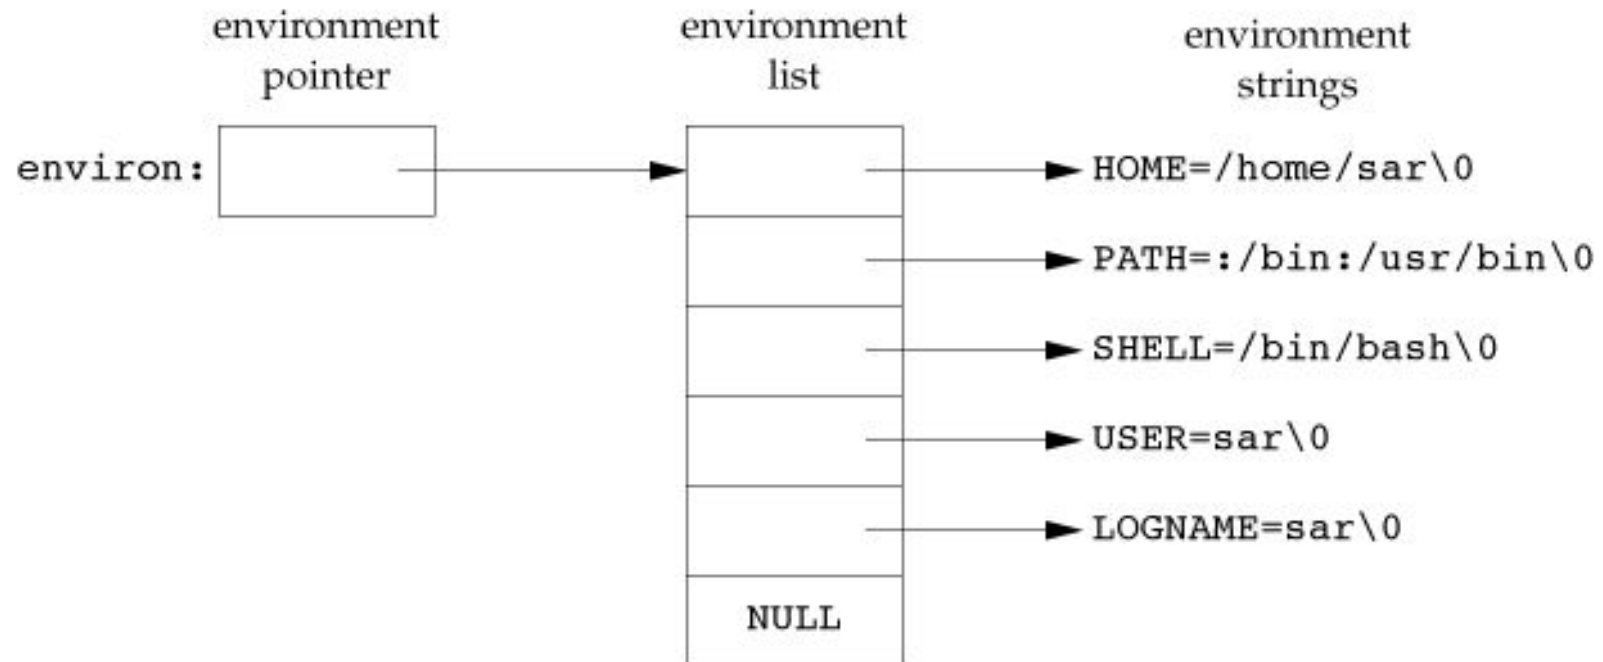 environment
pointer
environment
list
environment
strings
environ:
HOME=/home/sar\0
PATH=:/bin:/usr/bin\0
SHELL=/bin/bash\0
USER=sar\0
LOGNAME=sar\0
NULL